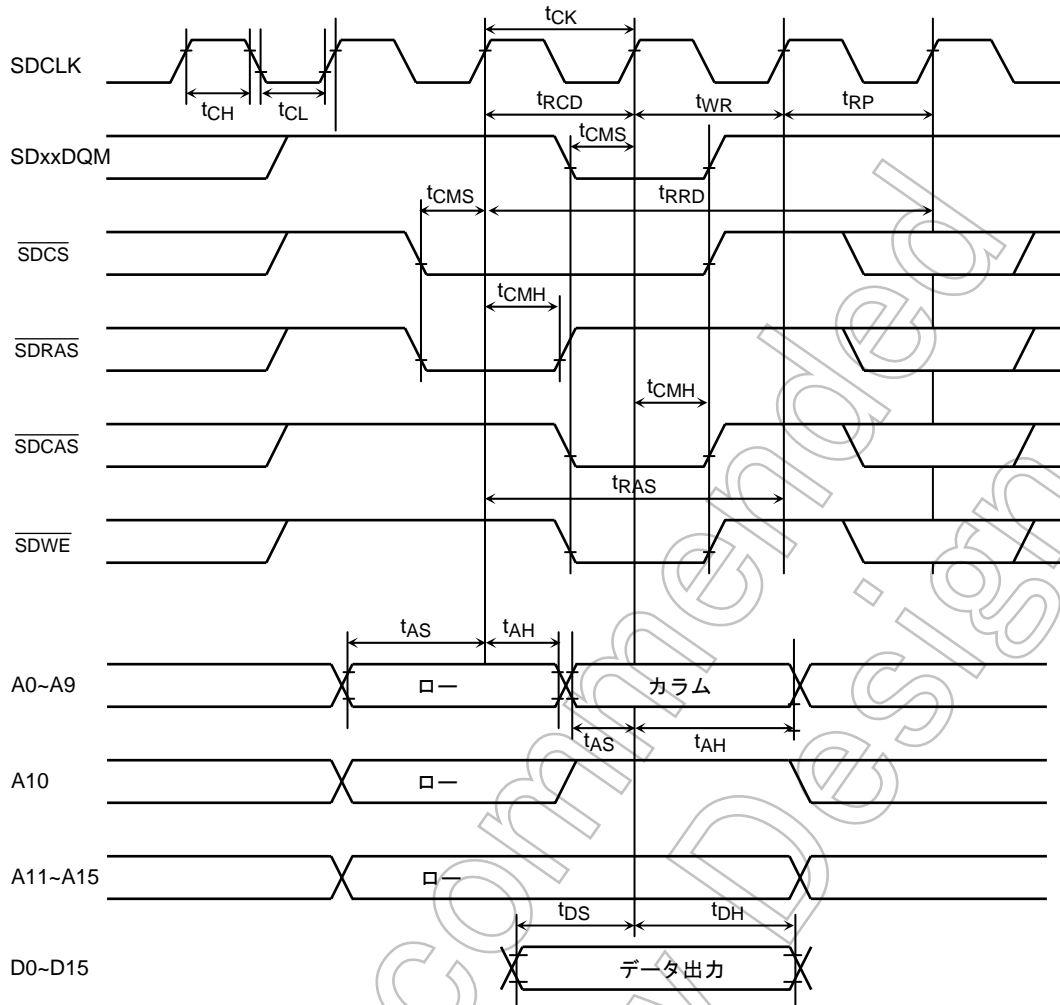 tCK
SDCLK
tCH tCL tRCD tWR tRP
SDxxDQM tCMS
tCMS tRRD
SDCS
tCMH
SDRAS
tCMH
SDCAS
tRAS
SDWE
tAS tAH
A0~A9 ロー カラム
tAS tAH
A10 ロー
A11~A15 ロー
tDS tDH
D0~D15 データ出力
commended
Design